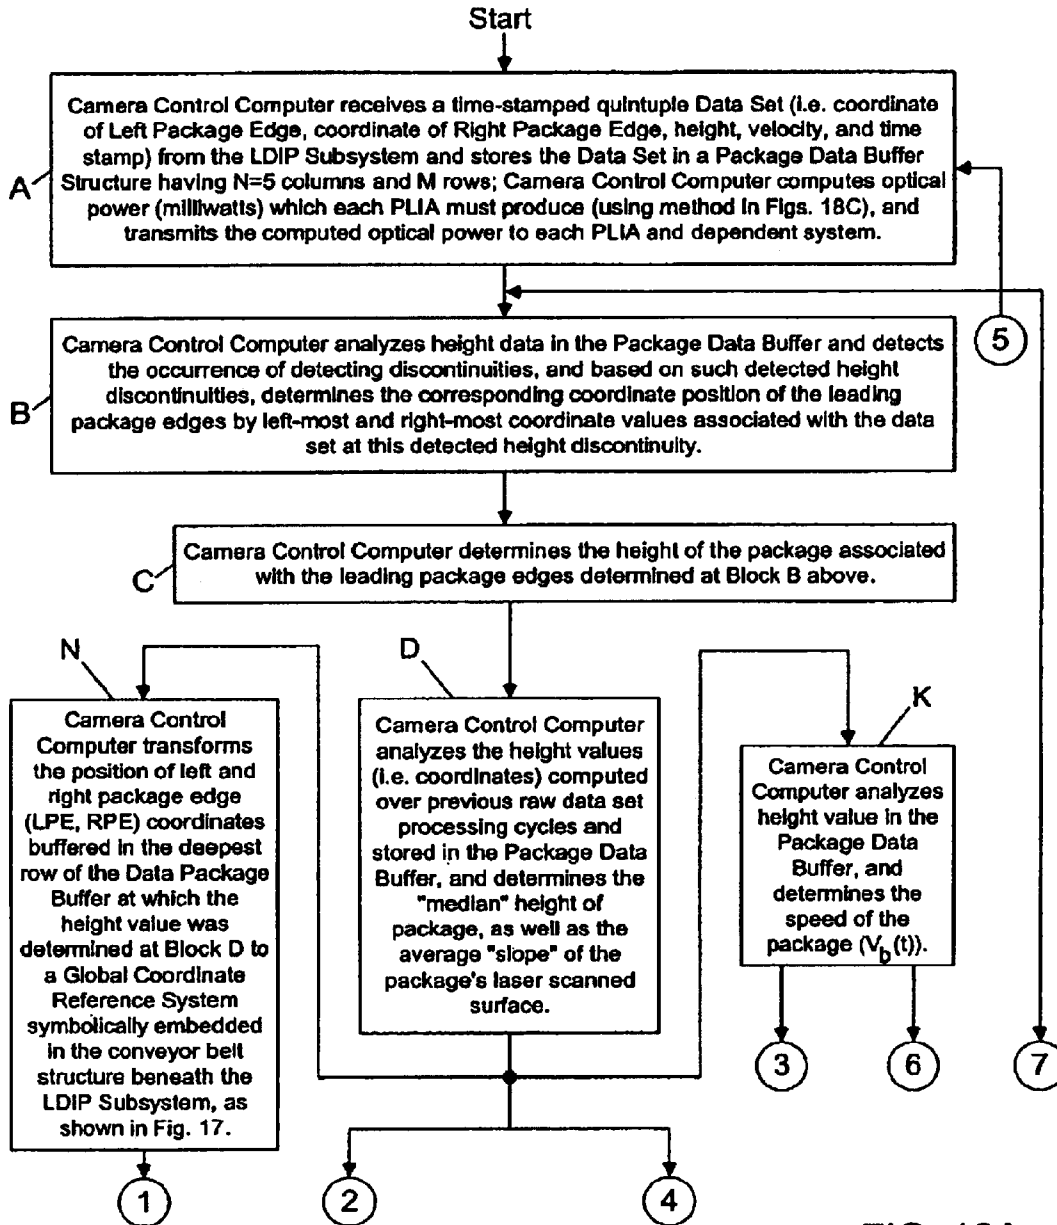 Start
Camera Control Computer receives a time-stamped quintuple Data Set (i.e. coordinate
of Left Package Edge, coordinate of Right Package Edge, height, velocity, and time
stamp) from the LDIP Subsystem and stores the Data Set in a Package Data Buffer
Structure having N=5 columns and M rows; Camera Control Computer computes optical
power (milliwatts) which each PLIA must produce (using method in Figs. 18C), and
transmits the computed optical power to each PLIA and dependent system.
A
5
Camera Control Computer analyzes height data in the Package Data Buffer and detects
the occurrence of detecting discontinuities, and based on such detected height
discontinuities, determines the corresponding coordinate position of the leading
package edges by left-most and right-most coordinate values associated with the data
set at this detected height discontinuity.
B
Camera Control Computer determines the height of the package associated
with the leading package edges determined at Block B above.
C
N
Camera Control
Computer transforms
the position of left and
right package edge
(LPE, RPE) coordinates
buffered in the deepest
row of the Data Package
Buffer at which the
height value was
determined at Block D to
a Global Coordinate
Reference System
symbolically embedded
in the conveyor belt
structure beneath the
LDIP Subsystem, as
shown in Fig. 17.
D
Camera Control Computer
analyzes the height values
(i.e. coordinates) computed
over previous raw data set
processing cycles and
stored in the Package Data
Buffer, and determines the
"median" height of
package, as well as the
average "slope" of the
package's laser scanned
surface.
K
Camera Control
Computer analyzes
height value in the
Package Data
Buffer, and
determines the
speed of the
package (V_b(t)).
3
6
7
1
2
4